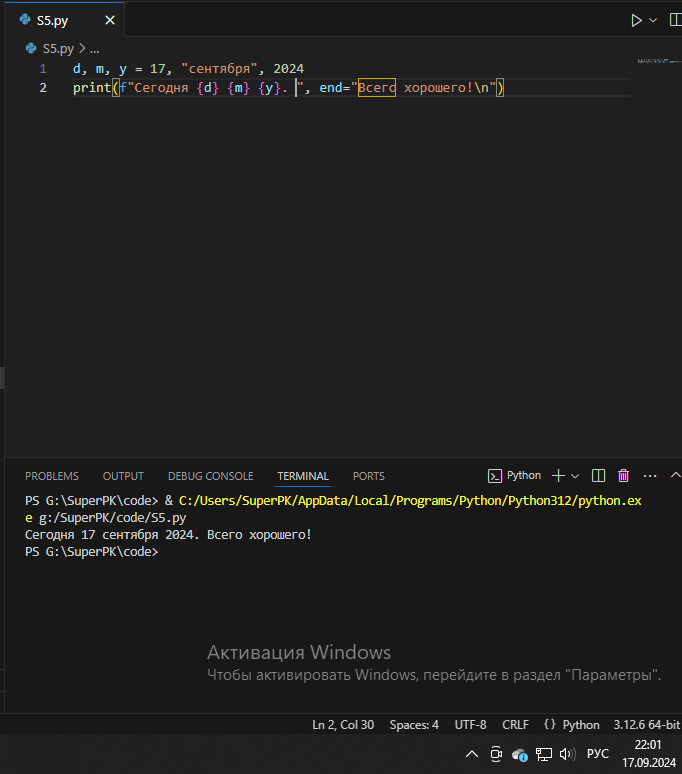 S5.py
S5.py > ...
1 d, m, y = 17, "сентября", 2024
2 print(f"Сегодня {d} {m} {y}. ", end="Всего хорошего!\n")
PROBLEMS OUTPUT DEBUG CONSOLE TERMINAL PORTS
Python
PS G:\SuperPK\code> & C:/Users/SuperPK/AppData/Local/Programs/Python/Python312/python.ex
e g:/SuperPK/code/S5.py
Сегодня 17 сентября 2024. Всего хорошего!
PS G:\SuperPK\code>
Активация Windows
Чтобы активировать Windows, перейдите в раздел "Параметры".
Ln 2, Col 30 Spaces: 4 UTF-8 CRLF {} Python 3.12.6 64-bit
РУС
22:01
17.09.2024